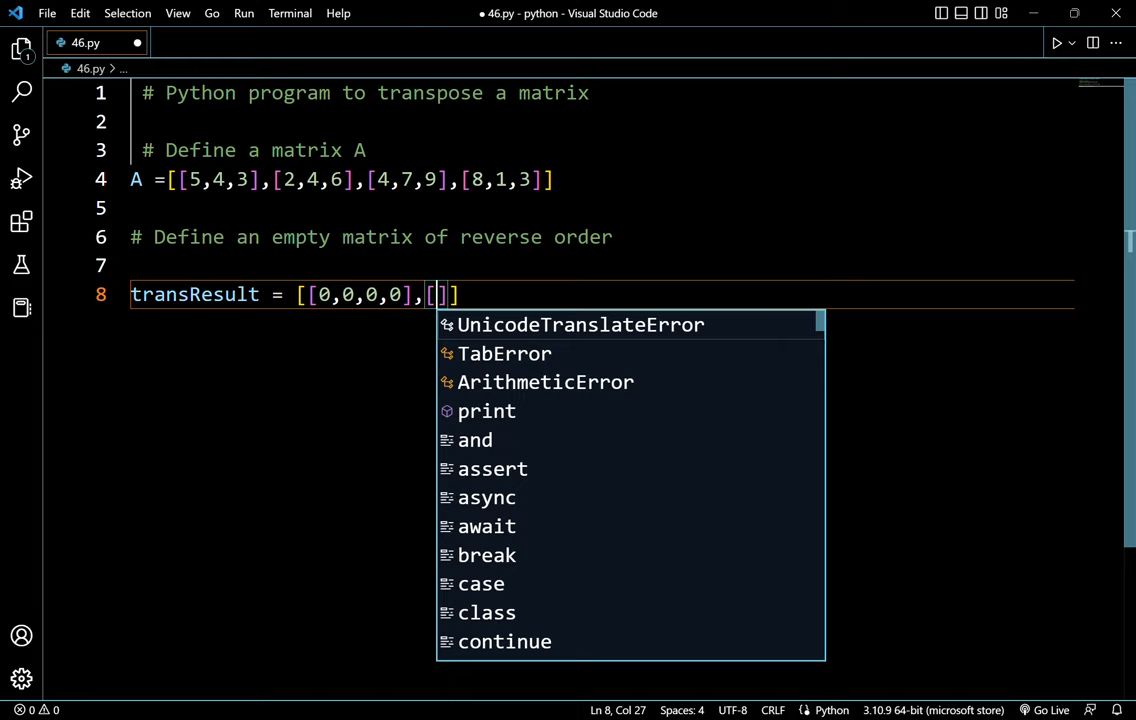 File Edit Selection View Go Run Terminal Help
● 46.py - python - Visual Studio Code
46.py
46.py > ...
1 # Python program to transpose a matrix
2
3 # Define a matrix A
4 A =[[5,4,3],[2,4,6],[4,7,9],[8,1,3]]
5
6 # Define an empty matrix of reverse order
7
8 transResult = [[0,0,0,0],[]]
UnicodeTranslateError
TabError
ArithmeticError
print
and
assert
async
await
break
case
class
continue
1
0 0 Ln 8, Col 27 Spaces: 4 UTF-8 CRLF Python 3.10.9 64-bit (microsoft store) Go Live